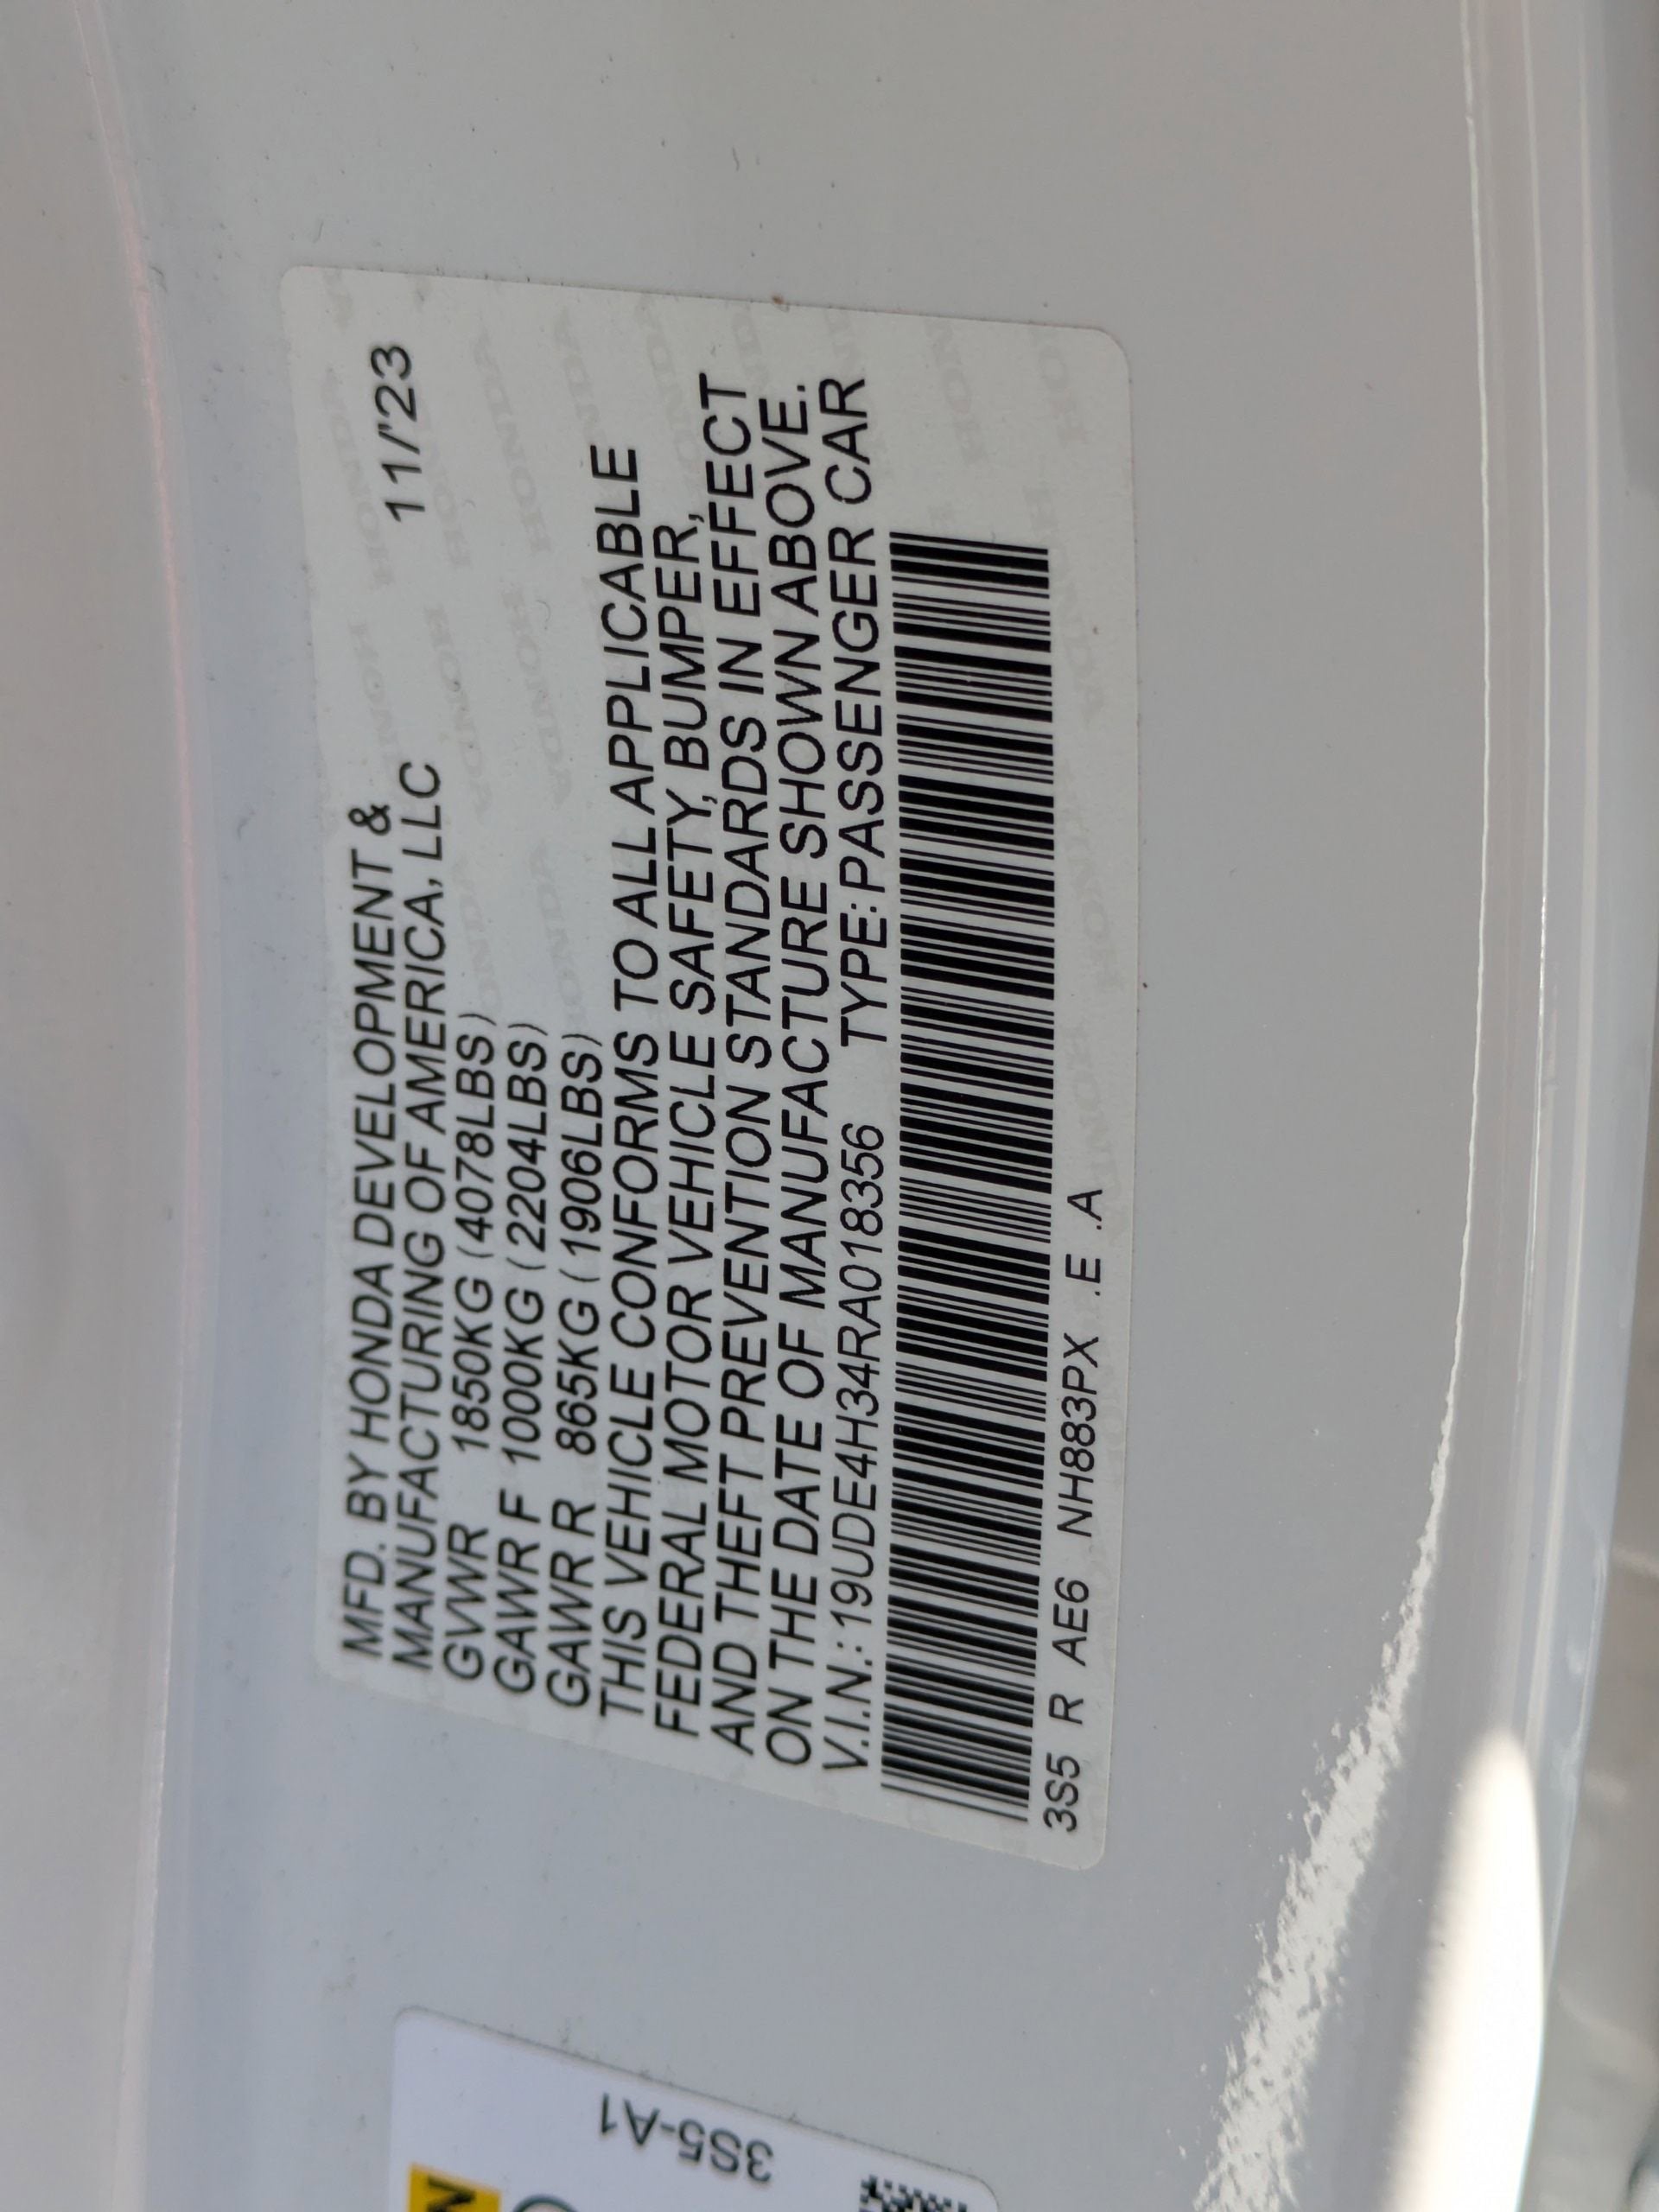 MFD. BY HONDA DEVELOPMENT &
MANUFACTURING OF AMERICA, LLC 11/'23
GVWR 1850KG (4078LBS)
GAWR F 1000KG (2204LBS)
GAWR R 865KG (1906LBS)
THIS VEHICLE CONFORMS TO ALL APPLICABLE
FEDERAL MOTOR VEHICLE SAFETY, BUMPER,
AND THEFT PREVENTION STANDARDS IN EFFECT
ON THE DATE OF MANUFACTURE SHOWN ABOVE.
V.I.N.: 19UDE4H34RA018356 TYPE: PASSENGER CAR
3S5 R AE6 NH883PX .E .A
3S5-A1